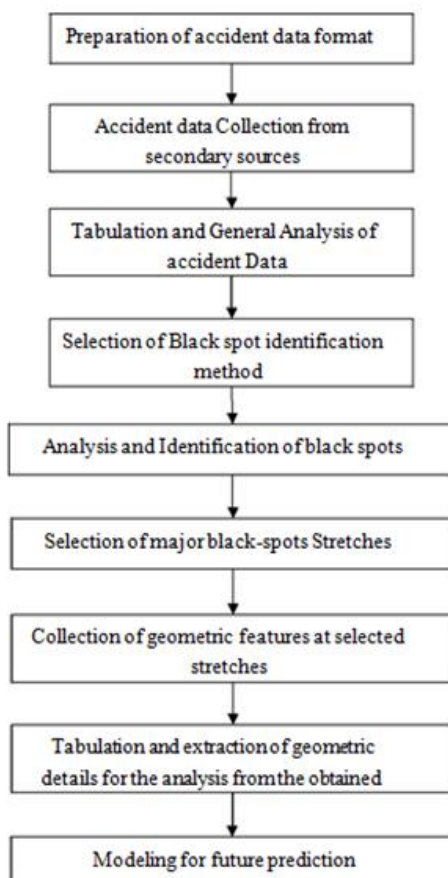 Preparation of accident data format
Accident data Collection from
secondary sources
Tabulation and General Analysis of
accident Data
Selection of Black spot identification
method
Analysis and Identification of black spots
Selection of major black-spots Stretches
Collection of geometric features at selected
stretches
Tabulation and extraction of geometric
details for the analysis from the obtained
Modeling for future prediction